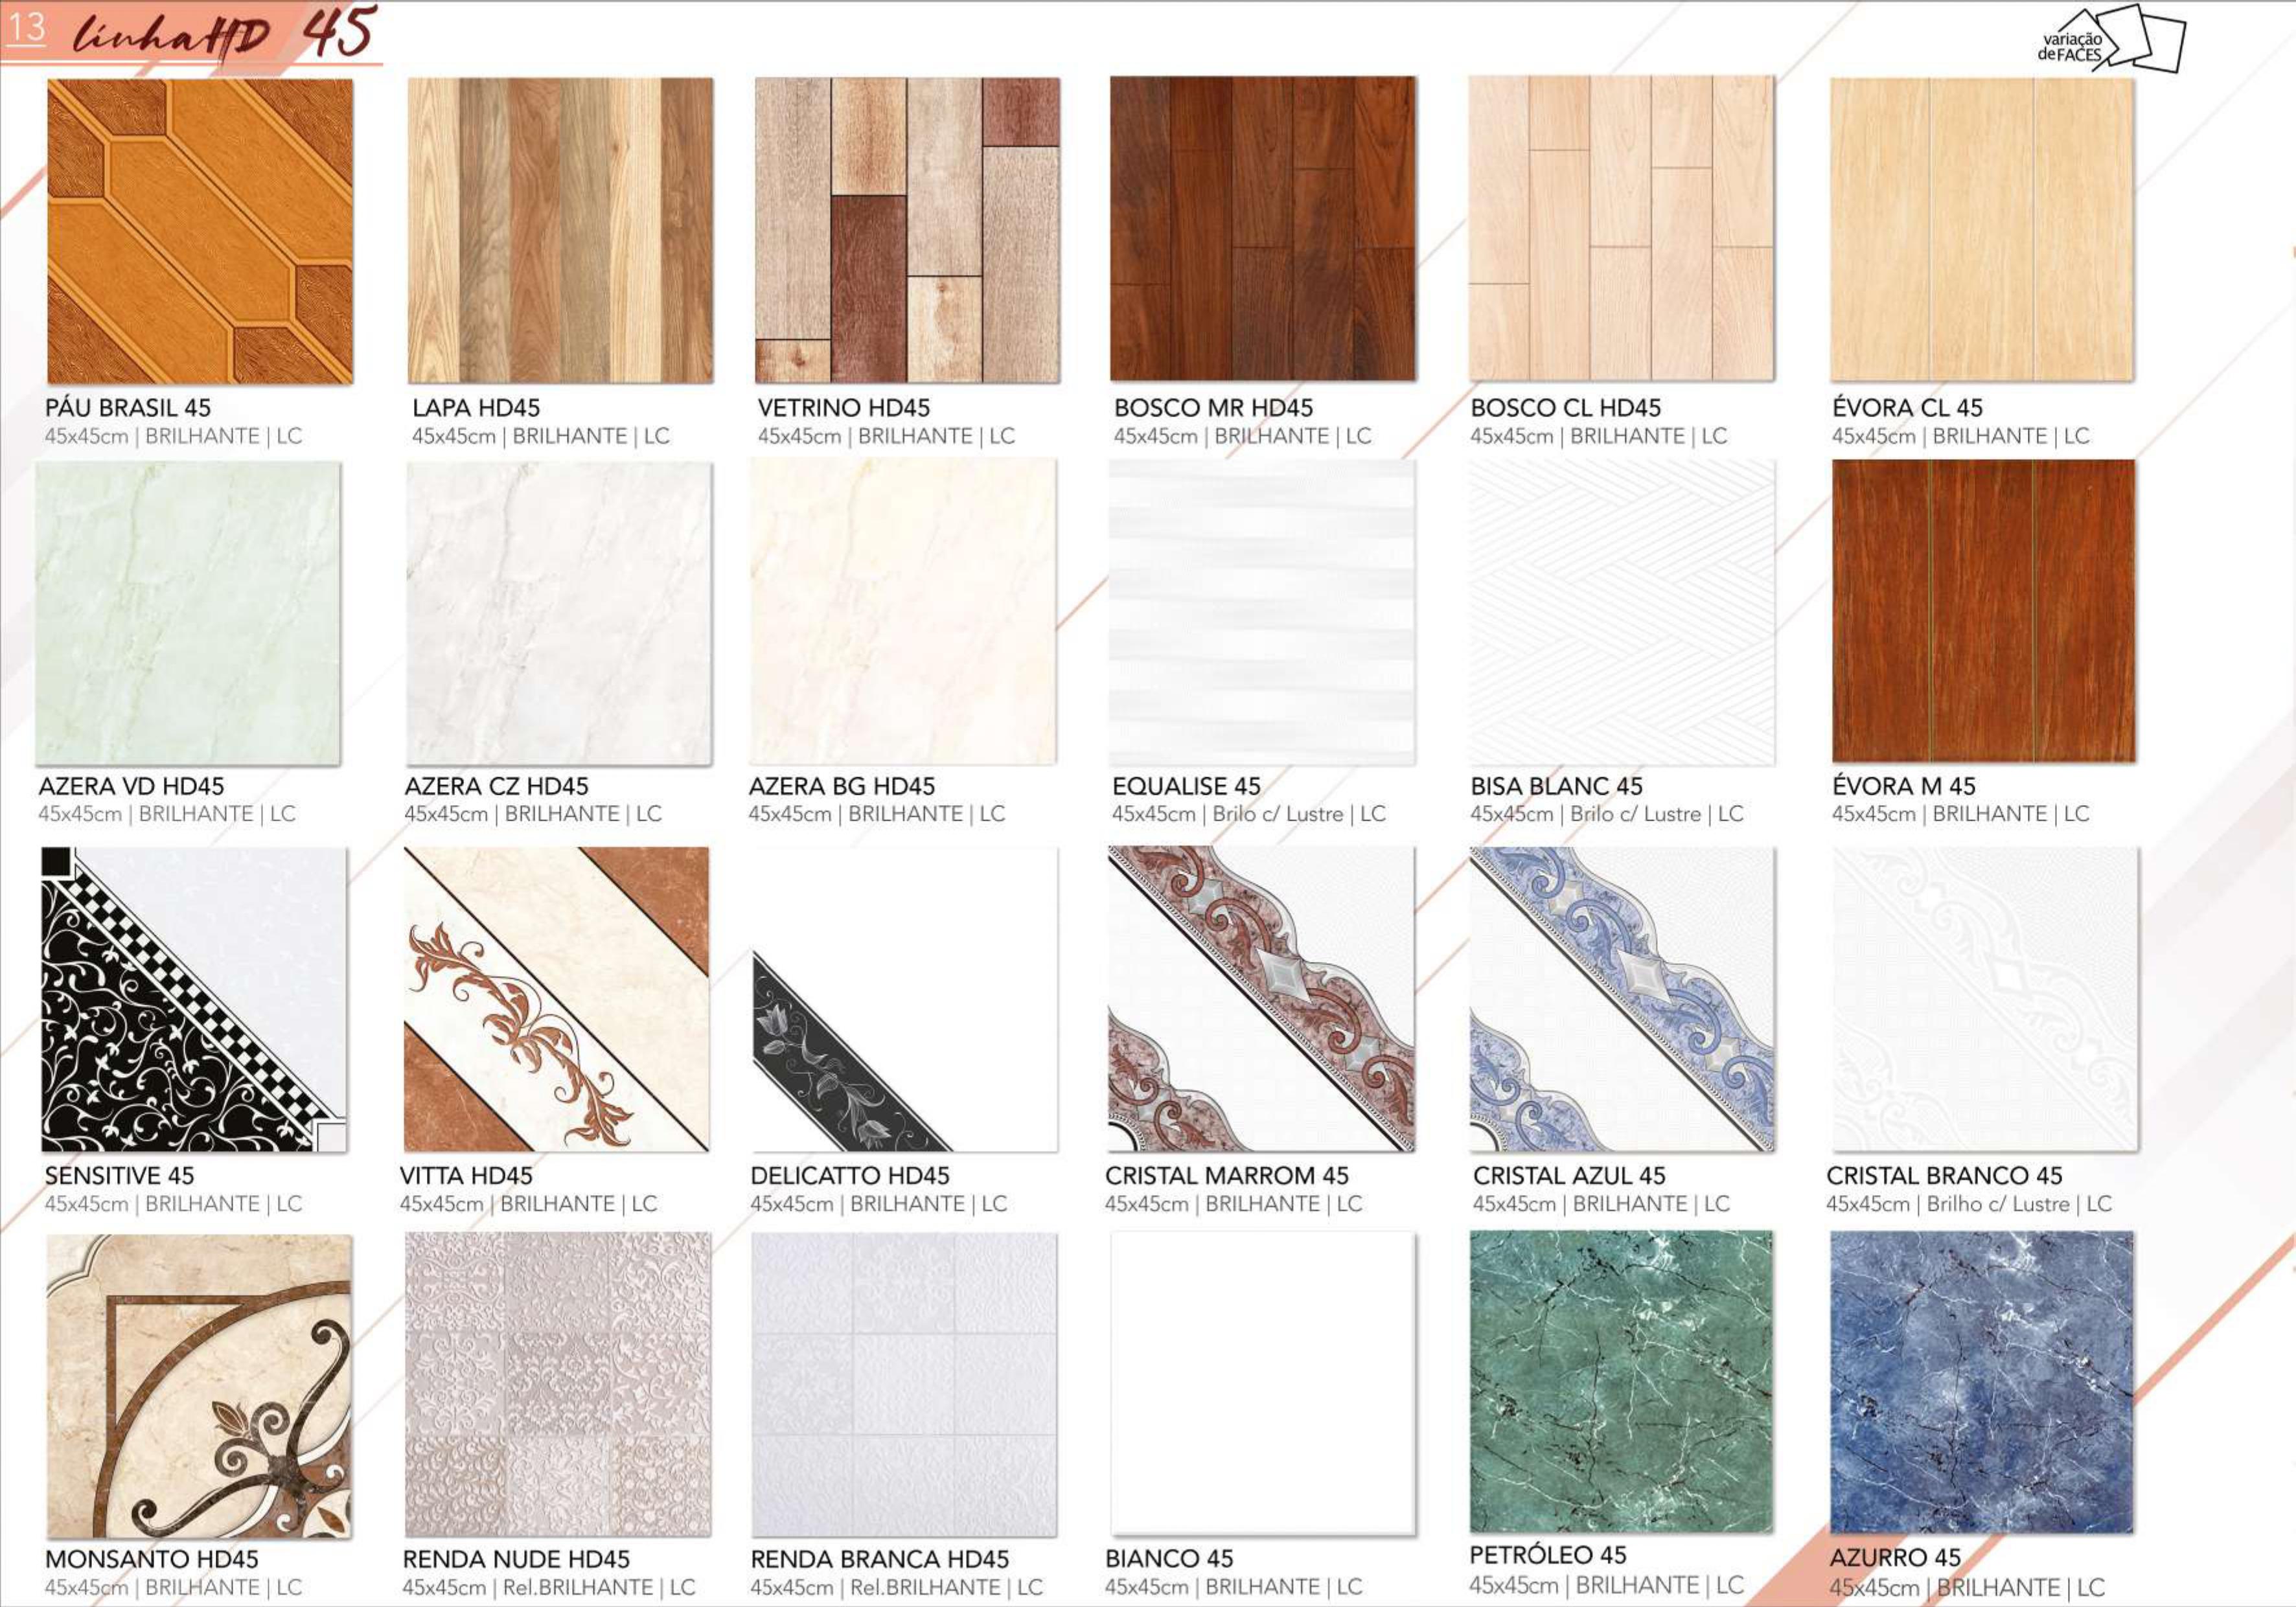 13 linhaHD 45
variação
deFACES
PÁU BRASIL 45
45x45cm | BRILHANTE | LC
LAPA HD45
45x45cm | BRILHANTE | LC
VETRINO HD45
45x45cm | BRILHANTE | LC
BOSCO MR HD45
45x45cm | BRILHANTE | LC
BOSCO CL HD45
45x45cm | BRILHANTE | LC
ÉVORA CL 45
45x45cm | BRILHANTE | LC
AZERA VD HD45
45x45cm | BRILHANTE | LC
AZERA CZ HD45
45x45cm | BRILHANTE | LC
AZERA BG HD45
45x45cm | BRILHANTE | LC
EQUALISE 45
45x45cm | Brilo c/ Lustre | LC
BISA BLANC 45
45x45cm | Brilo c/ Lustre | LC
ÉVORA M 45
45x45cm | BRILHANTE | LC
SENSITIVE 45
45x45cm | BRILHANTE | LC
VITTA HD45
45x45cm | BRILHANTE | LC
DELICATTO HD45
45x45cm | BRILHANTE | LC
CRISTAL MARROM 45
45x45cm | BRILHANTE | LC
CRISTAL AZUL 45
45x45cm | BRILHANTE | LC
CRISTAL BRANCO 45
45x45cm | Brilho c/ Lustre | LC
MONSANTO HD45
45x45cm | BRILHANTE | LC
RENDA NUDE HD45
45x45cm | Rel.BRILHANTE | LC
RENDA BRANCA HD45
45x45cm | Rel.BRILHANTE | LC
BIANCO 45
45x45cm | BRILHANTE | LC
PETRÓLEO 45
45x45cm | BRILHANTE | LC
AZURRO 45
45x45cm | BRILHANTE | LC